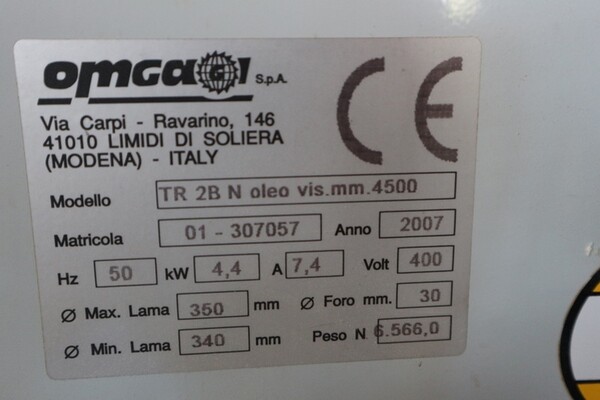 omga S.p.A.
CE
Via Carpi - Ravarino, 146
41010 LIMIDI DI SOLIERA
(MODENA) - ITALY
Modello TR 2B N oleo vis.mm.4500
Matricola 01 - 307057 Anno 2007
Hz 50 kW 4,4 A 7,4 Volt 400
Ø Max. Lama 350 mm Ø Foro mm. 30
Ø Min. Lama 340 mm Peso N 6.566,0